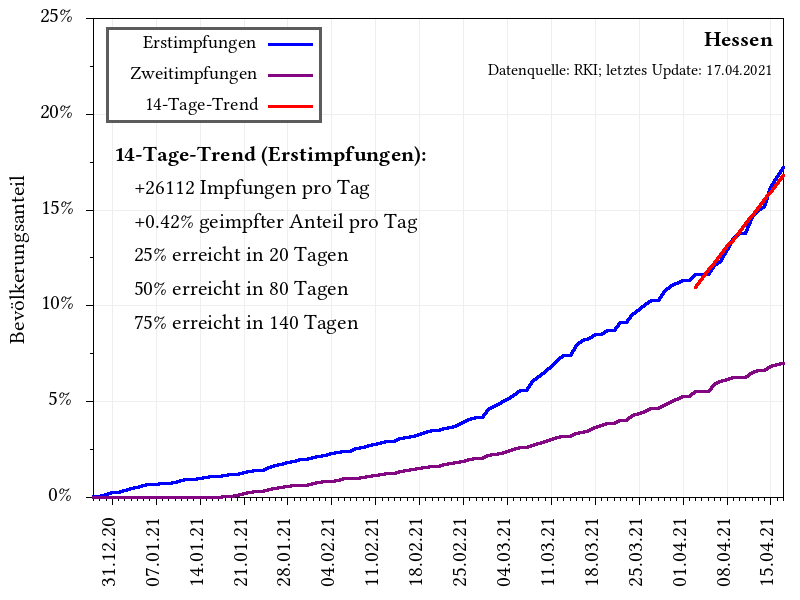 25%
20%
15%
10%
5%
0%
Bevölkerungsanteil
Erstimpfungen
Zweitimpfungen
14-Tage-Trend
Hessen
Datenquelle: RKI; letztes Update: 17.04.2021
14-Tage-Trend (Erstimpfungen):
+26112 Impfungen pro Tag
+0.42% geimpfter Anteil pro Tag
25% erreicht in 20 Tagen
50% erreicht in 80 Tagen
75% erreicht in 140 Tagen
31.12.20
07.01.21
14.01.21
21.01.21
28.01.21
04.02.21
11.02.21
18.02.21
25.02.21
04.03.21
11.03.21
18.03.21
25.03.21
01.04.21
08.04.21
15.04.21